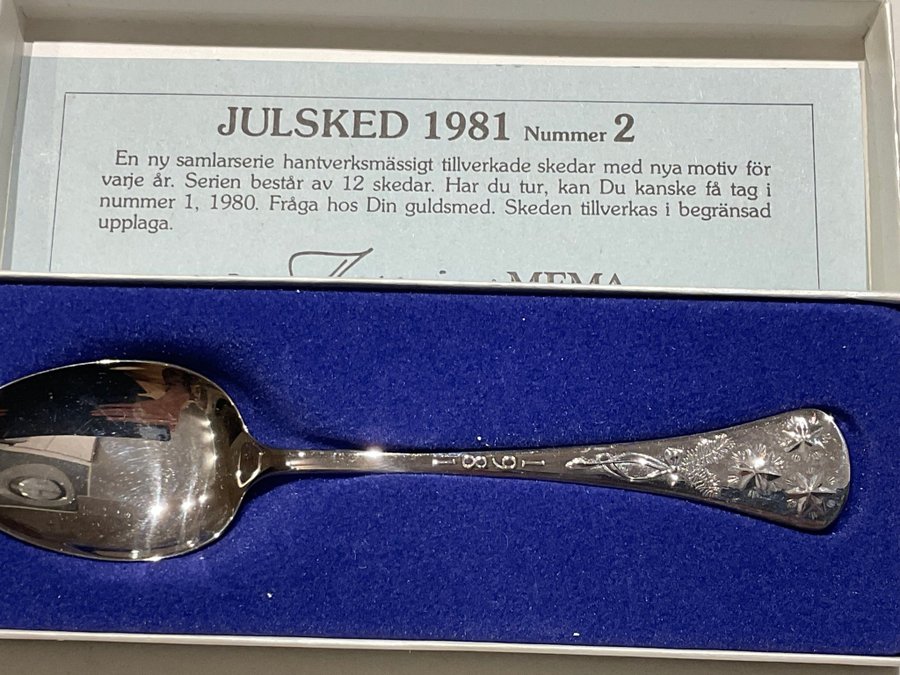 JULSKED 1981 Nummer 2
En ny samlarserie hantverksmässigt tillverkade skedar med nya motiv för
varje år. Serien består av 12 skedar. Har du tur, kan Du kanske få tag i
nummer 1, 1980. Fråga hos Din guldsmed. Skeden tillverkas i begränsad
upplaga.
MEMA
1981